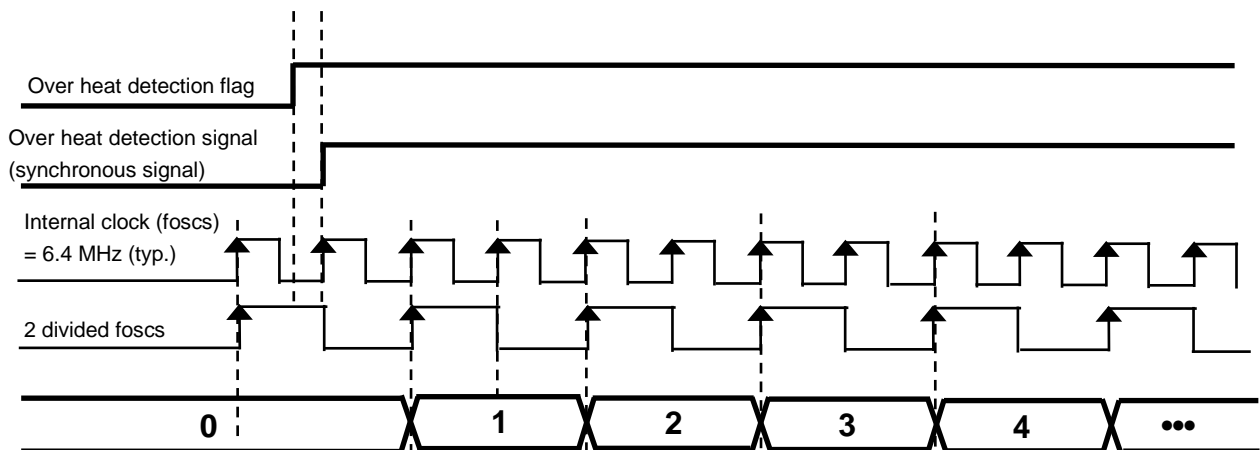 Over heat detection flag
Over heat detection signal
(synchronous signal)
Internal clock (foscs)
= 6.4 MHz (typ.)
2 divided foscs
0 1 2 3 4 •••